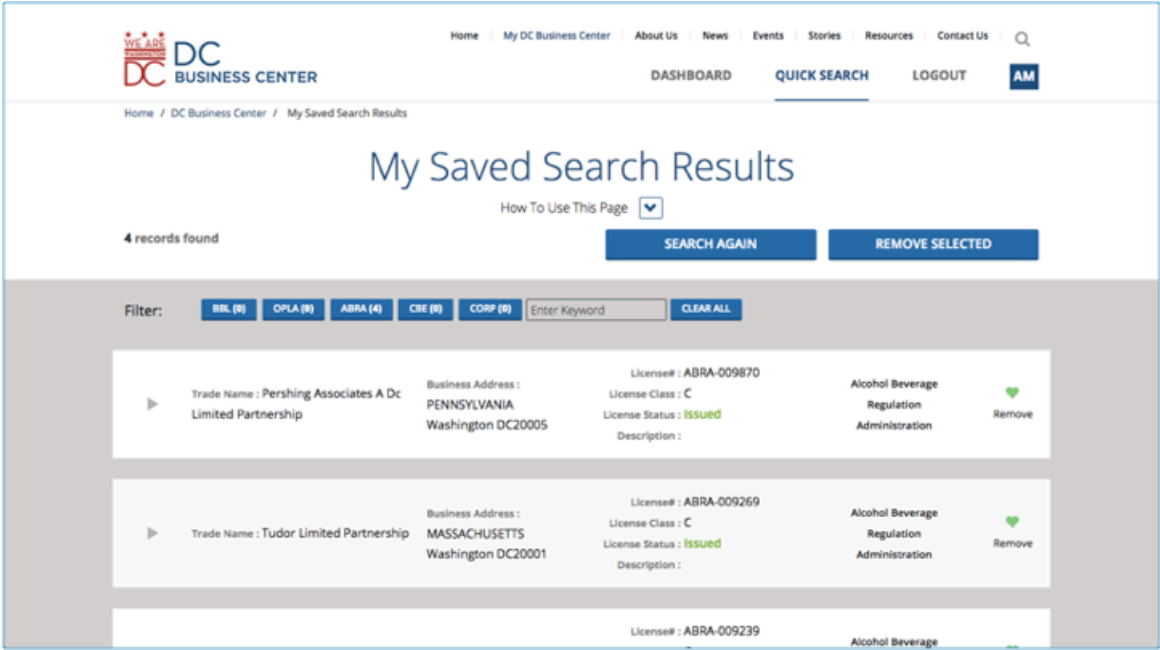 WE ARE
WASHINGTON
DC
DC
BUSINESS CENTER
Home My DC Business Center About Us News Events Stories Resources Contact Us
DASHBOARD QUICK SEARCH LOGOUT AM
Home / DC Business Center / My Saved Search Results
My Saved Search Results
How To Use This Page
4 records found
SEARCH AGAIN REMOVE SELECTED
Filter: BBL (0) OPLA (0) ABRA (4) CBE (0) CORP (0) Enter Keyword CLEAR ALL
Trade Name : Pershing Associates A Dc
Limited Partnership
Business Address :
PENNSYLVANIA
Washington DC20005
License# : ABRA-009870
License Class : C
License Status : Issued
Description :
Alcohol Beverage
Regulation
Administration
Remove
Trade Name : Tudor Limited Partnership
Business Address :
MASSACHUSETTS
Washington DC20001
License# : ABRA-009269
License Class : C
License Status : Issued
Description :
Alcohol Beverage
Regulation
Administration
Remove
License# : ABRA-009239
Alcohol Beverage